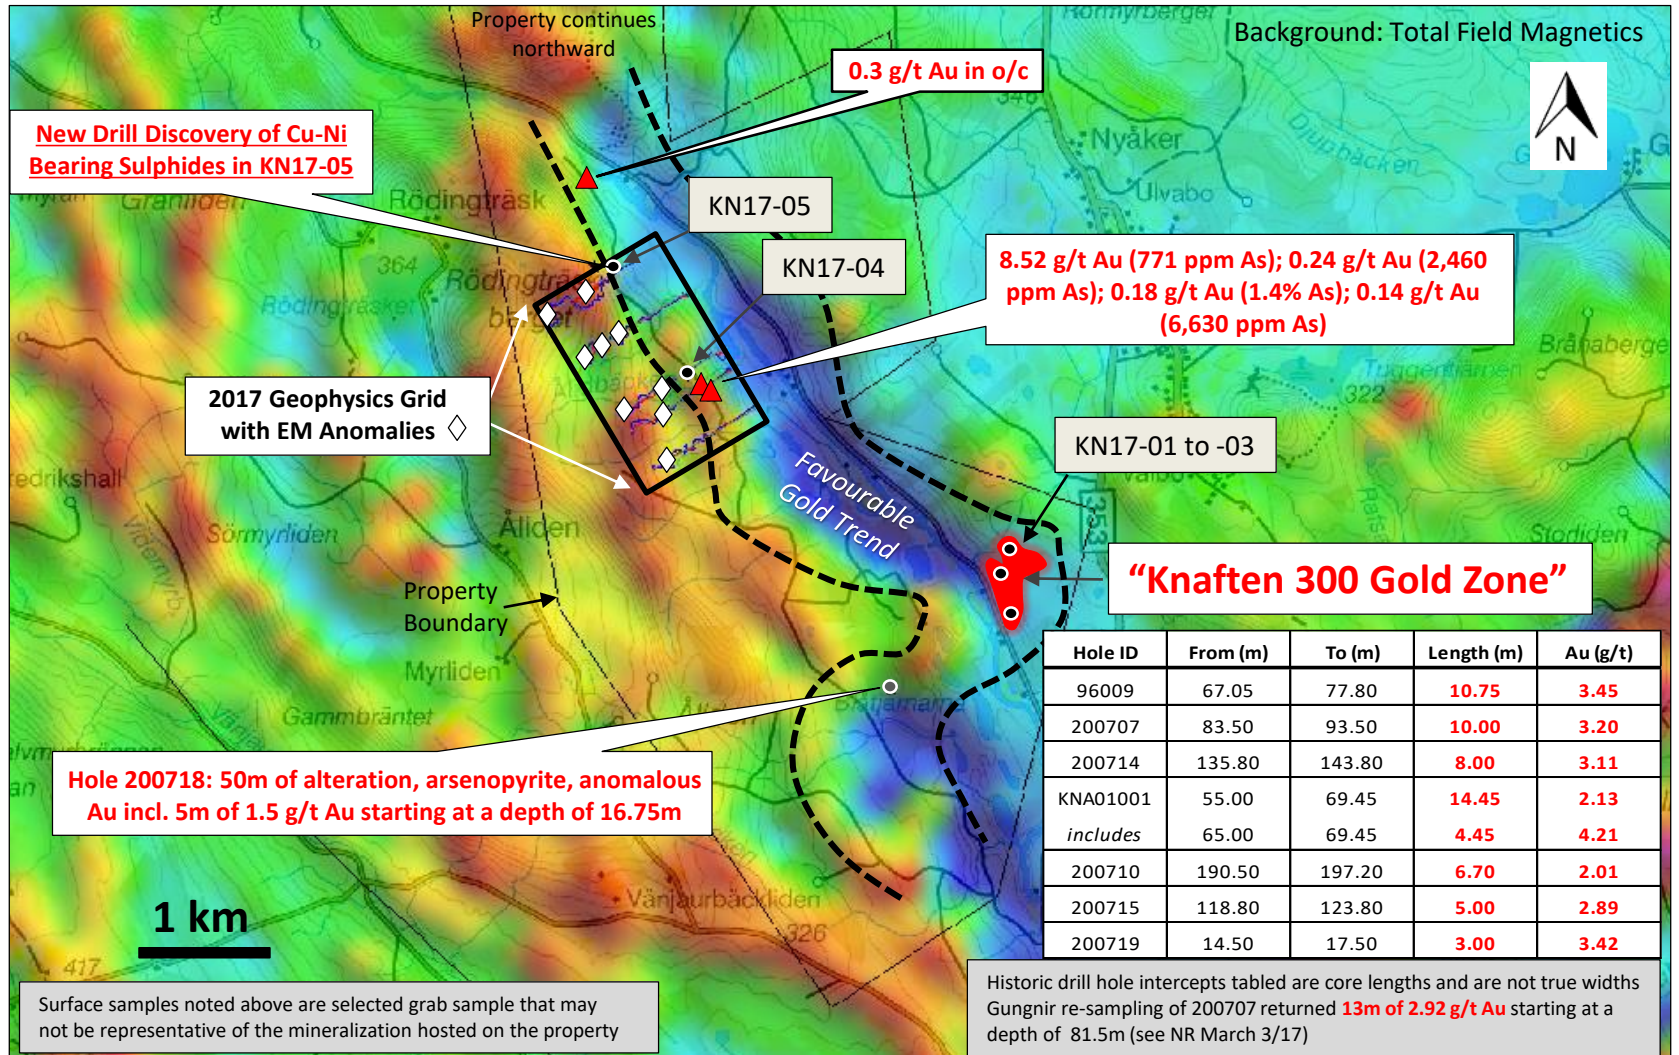 Property continues
northward
Rormyrberget
Background: Total Field Magnetics
0.3 g/t Au in o/c
346
N
New Drill Discovery of Cu-Ni
Bearing Sulphides in KN17-05
Nyåker
Djupbäcken
Ulvabo
Granliden
Rödingträsk
KN17-05
KN17-04
364
Rödingträsket
8.52 g/t Au (771 ppm As); 0.24 g/t Au (2,460
ppm As); 0.18 g/t Au (1.4% As); 0.14 g/t Au
(6,630 ppm As)
322
2017 Geophysics Grid
with EM Anomalies
KN17-01 to -03
Favourable
Gold Trend
353
Sörmyrliden
Åliden
Storliden
"Knaften 300 Gold Zone"
Property
Boundary
Myrliden
Gammbräntet
Hole 200718: 50m of alteration, arsenopyrite, anomalous
Au incl. 5m of 1.5 g/t Au starting at a depth of 16.75m
Hole ID From (m) To (m) Length (m) Au (g/t)
96009 67.05 77.80 10.75 3.45
200707 83.50 93.50 10.00 3.20
200714 135.80 143.80 8.00 3.11
KNA01001 55.00 69.45 14.45 2.13
includes 65.00 69.45 4.45 4.21
200710 190.50 197.20 6.70 2.01
200715 118.80 123.80 5.00 2.89
200719 14.50 17.50 3.00 3.42
Vänjaurbäckliden
326
1 km
417
Surface samples noted above are selected grab sample that may
not be representative of the mineralization hosted on the property
Historic drill hole intercepts tabled are core lengths and are not true widths
Gungnir re-sampling of 200707 returned 13m of 2.92 g/t Au starting at a
depth of 81.5m (see NR March 3/17)